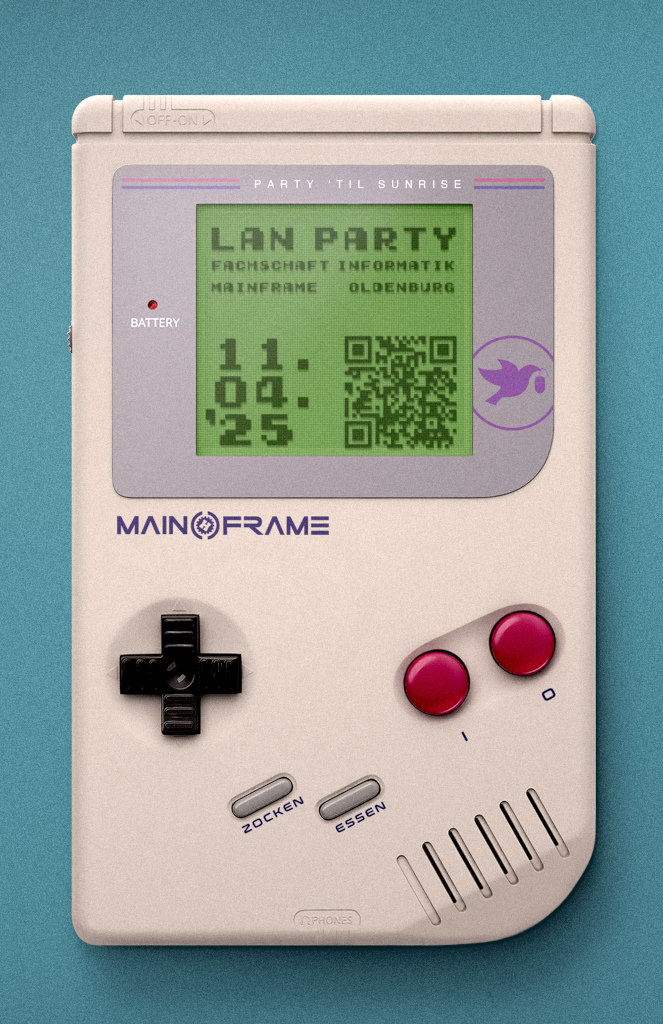 OFF•ON
PARTY 'TIL SUNRISE
LAN PARTY
FACHSCHAFT INFORMATIK
MAINFRAME OLDENBURG
BATTERY
11.
04.
'25
MAINFRAME
I
O
ZOCKEN
ESSEN
PHONES